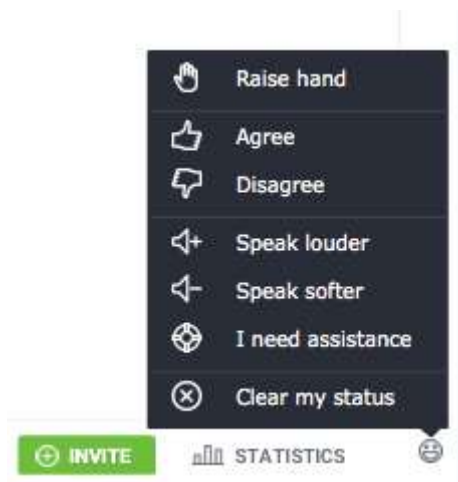 Raise hand
Agree
Disagree
Speak louder
Speak softer
I need assistance
Clear my status
INVITE STATISTICS